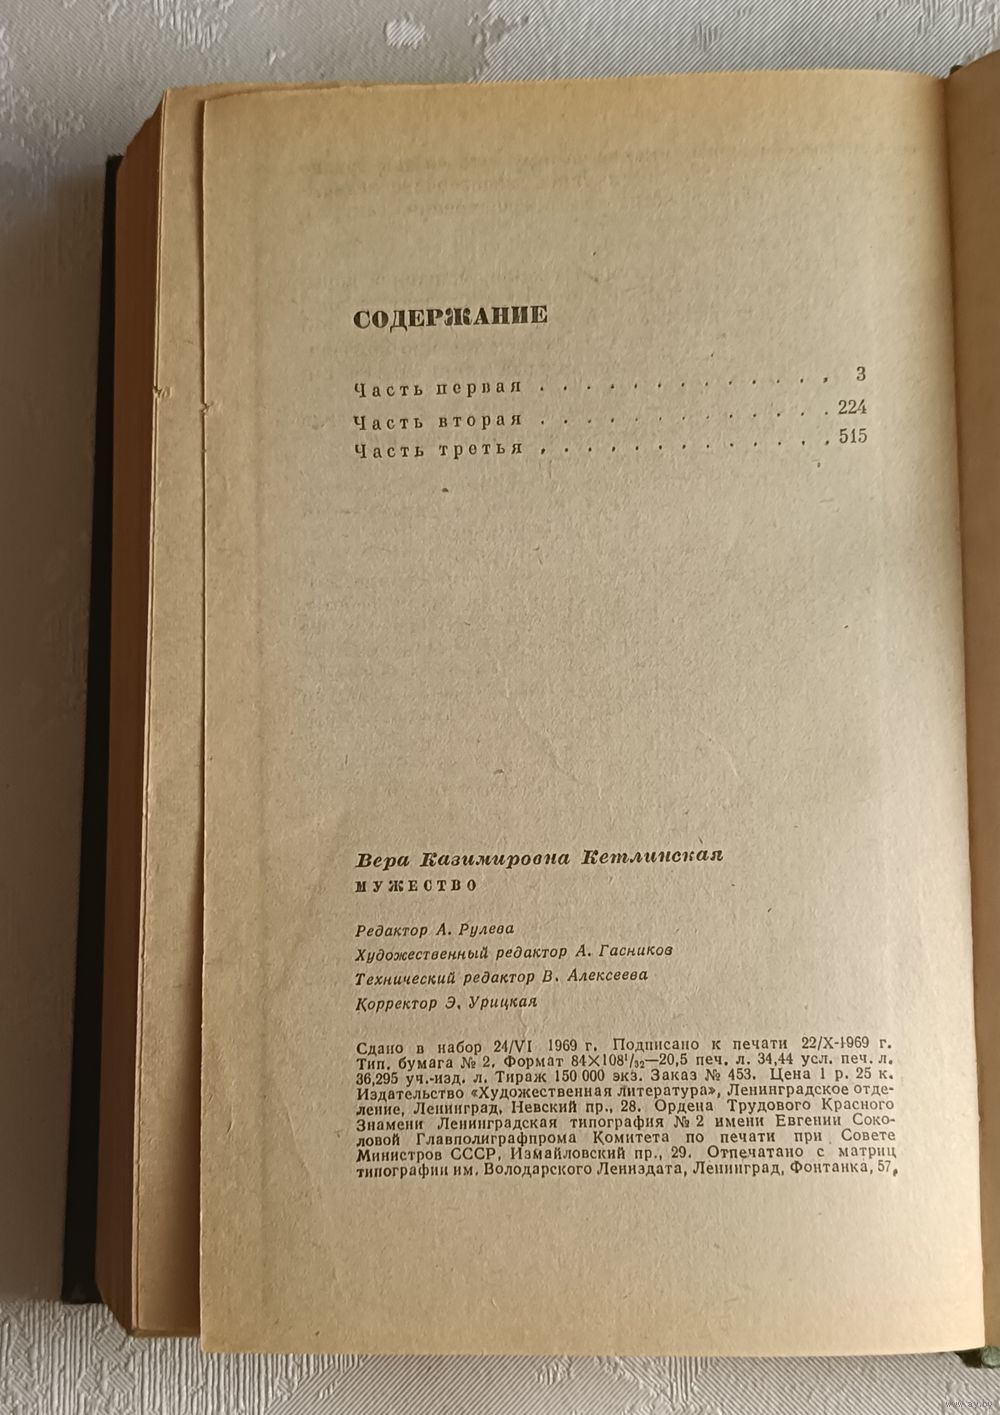 СОДЕРЖАНИЕ
Часть первая . . . . . . . . . . . . . 3
Часть вторая . . . . . . . . . . . . . 224
Часть третья . . . . . . . . . . . . . 515
Вера Казимировна Кетлинская
МУЖЕСТВО
Редактор А. Рулева
Художественный редактор А. Гасников
Технический редактор В. Алексеева
Корректор Э. Урицкая
Сдано в набор 24/VI 1969 г. Подписано к печати 22/X-1969 г.
Тип. бумага № 2. Формат 84×108¹/₃₂—20,5 печ. л. 34,44 усл. печ. л.
36,295 уч.-изд. л. Тираж 150 000 экз. Заказ № 453. Цена 1 р. 25 к.
Издательство «Художественная литература», Ленинградское отде-
ление, Ленинград, Невский пр., 28. Ордена Трудового Красного
Знамени Ленинградская типография № 2 имени Евгении Соко-
ловой Главполиграфпрома Комитета по печати при Совете
Министров СССР, Измайловский пр., 29. Отпечатано с матриц
типографии им. Володарского Лениздата, Ленинград, Фонтанка, 57.
www.ay.by